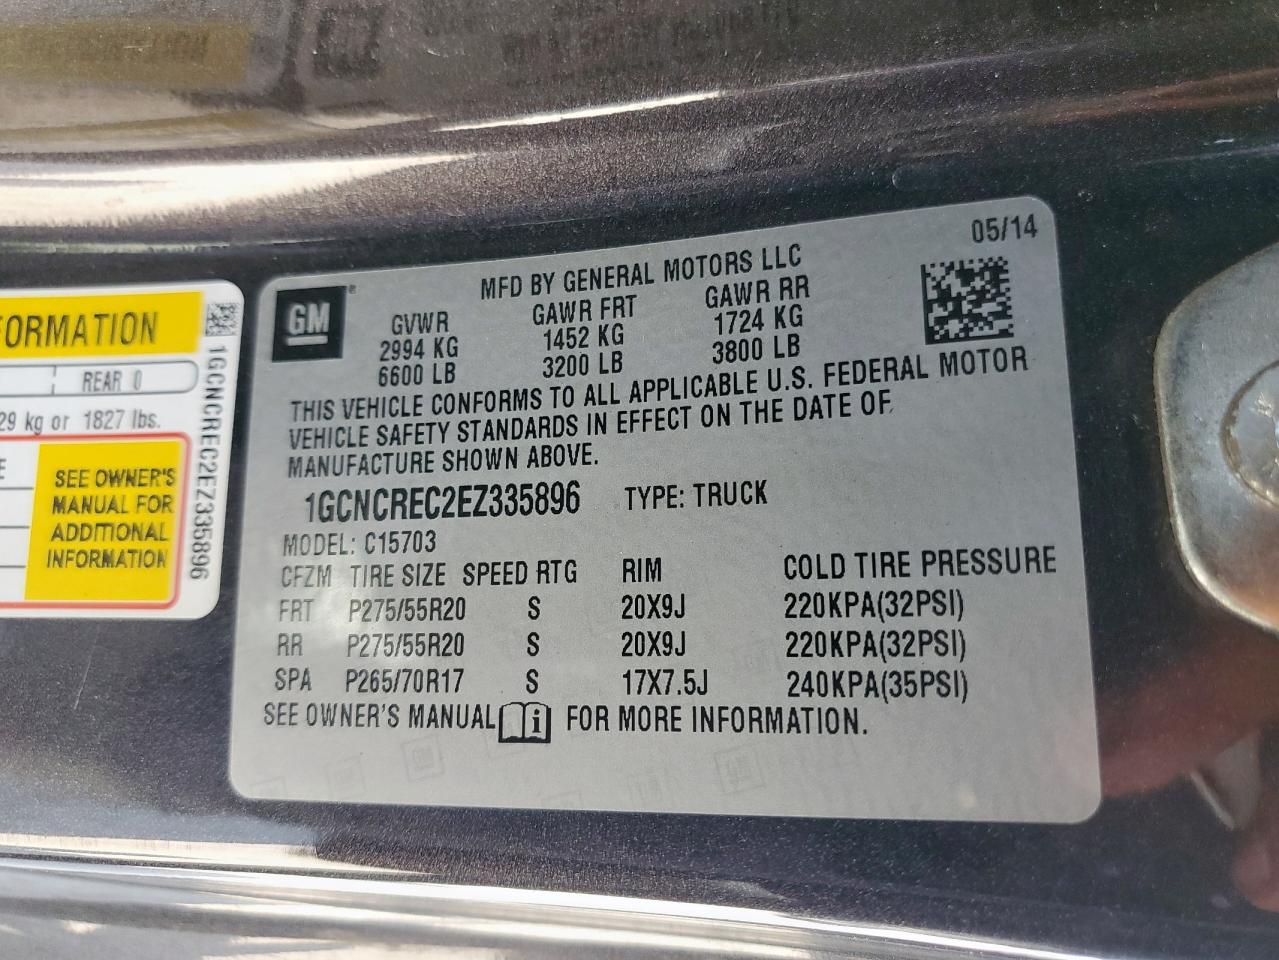 FORMATION
REAR 0
29 kg or 1827 lbs.
E
SEE OWNER'S
MANUAL FOR
ADDITIONAL
INFORMATION
1GCNCREC2EZ335896
05/14
GM
MFD BY GENERAL MOTORS LLC
GVWR GAWR FRT GAWR RR
2994 KG 1452 KG 1724 KG
6600 LB 3200 LB 3800 LB
THIS VEHICLE CONFORMS TO ALL APPLICABLE U.S. FEDERAL MOTOR
VEHICLE SAFETY STANDARDS IN EFFECT ON THE DATE OF
MANUFACTURE SHOWN ABOVE.
1GCNCREC2EZ335896 TYPE: TRUCK
MODEL: C15703
CFZM TIRE SIZE SPEED RTG RIM COLD TIRE PRESSURE
FRT P275/55R20 S 20X9J 220KPA(32PSI)
RR P275/55R20 S 20X9J 220KPA(32PSI)
SPA P265/70R17 S 17X7.5J 240KPA(35PSI)
SEE OWNER'S MANUAL i FOR MORE INFORMATION.